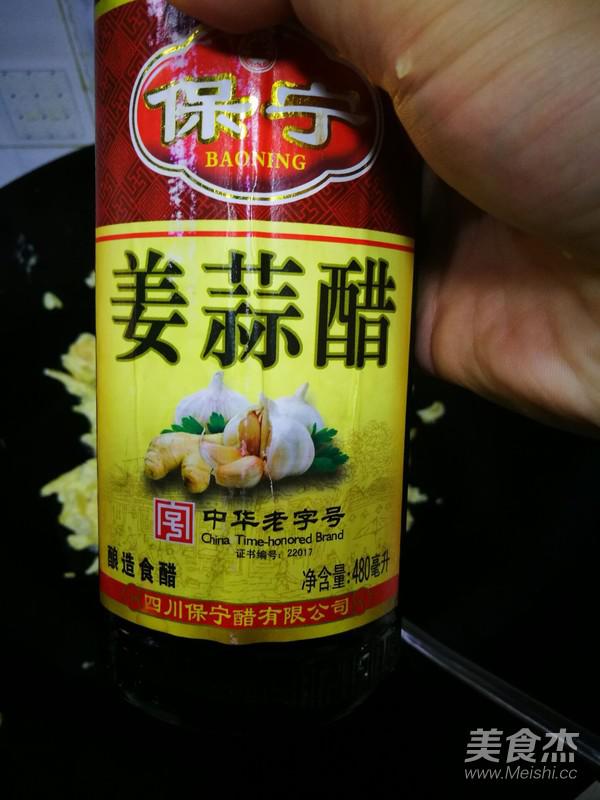 保宁
BAONING
姜蒜醋
中华老字号
China Time-honored Brand
证书编号：22017
酿造食醋
净含量：480毫升
四川保宁醋有限公司
美食杰
www.Meishi.cc